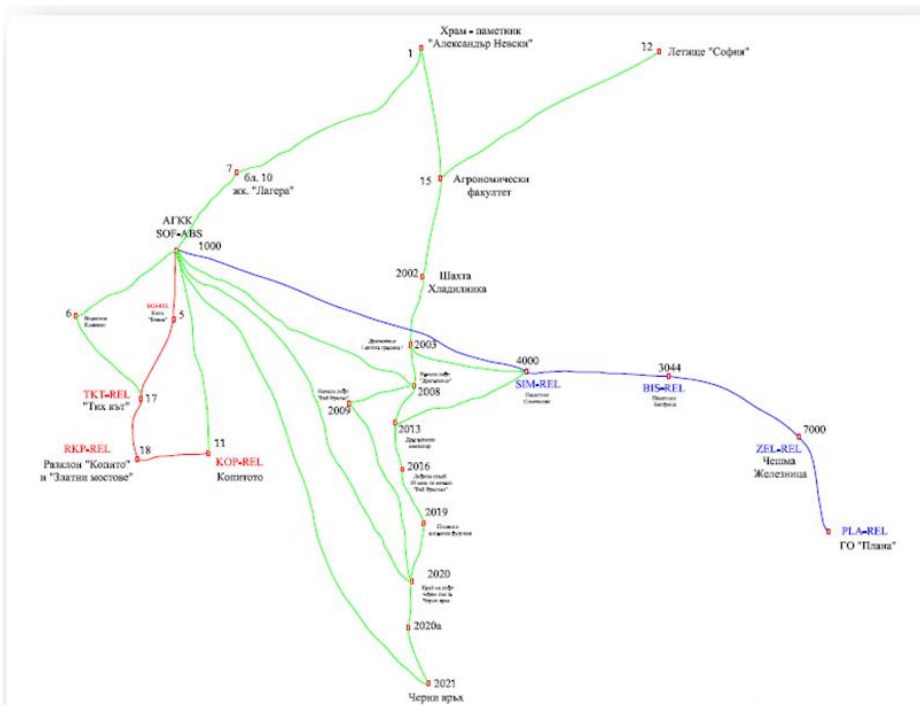 Храм - паметник
"Александър Невски"
1
12
Летище "София"
7
бл. 10
жк. "Лагера"
15
Агрономически
факултет
АГКК
SOF-ABS
1000
2002
Шахта
Хладилника
6
5
2003
4000
SIM-REL
3044
BIS-REL
2008
2009
TKT-REL
"Тих кът"
17
2013
7000
ZEL-REL
Чешма
Железница
RKP-REL
18
Разклон "Копито"
и "Златни мостове"
11
KOP-REL
Копитото
2016
2019
PLA-REL
ГО "Плана"
2020
2020a
2021
Черни връх